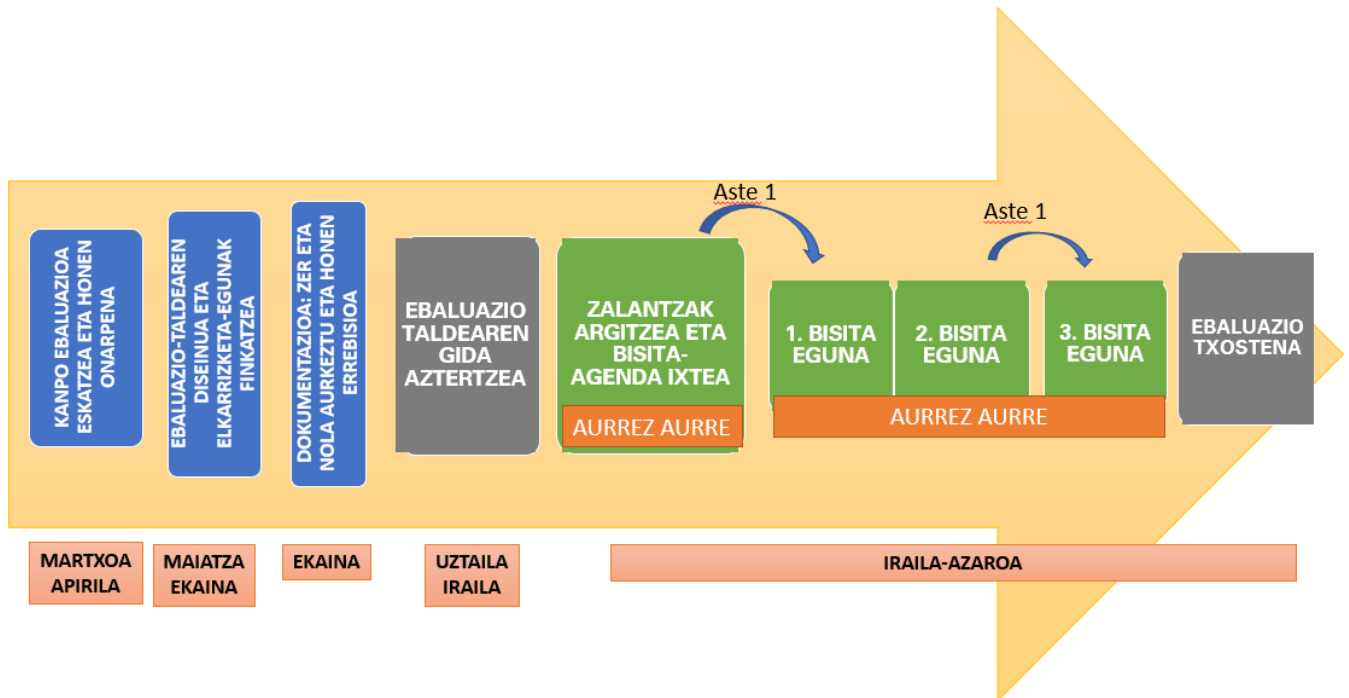 KANPO EBALUAZIOA
ESKATZEA ETA HONEN
ONARPENA
EBALUAZIO-TALDEAREN
DISEINUA ETA
ELKARRIZKETA-EGUNAK
FINKATZEA
DOKUMENTAZIOA: ZER ETA
NOLA AURKEZTU ETA HONEN
ERREBISIOA
EBALUAZIO
TALDEAREN
GIDA
AZTERTZEA
ZALANTZAK
ARGITZEA ETA
BISITA-
AGENDA IXTEA
AURREZ AURRE
Aste 1
1. BISITA
EGUNA
2. BISITA
EGUNA
Aste 1
3. BISITA
EGUNA
AURREZ AURRE
EBALUAZIO
TXOSTENA
MARTXOA
APIRILA
MAIATZA
EKAINA
EKAINA
UZTAILA
IRAILA
IRAILA-AZAROA